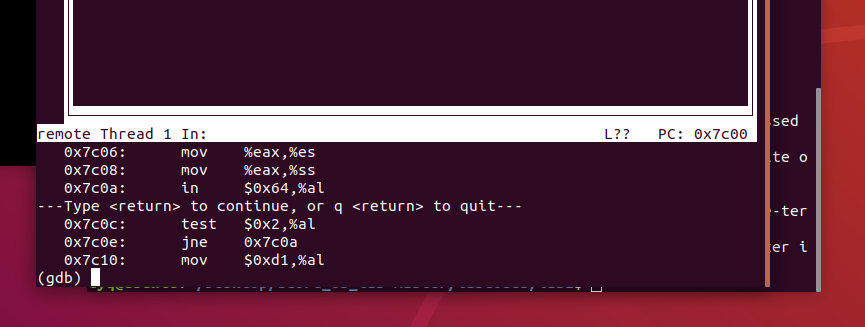 remote Thread 1 In: L?? PC: 0x7c00
0x7c06: mov %eax,%es
0x7c08: mov %eax,%ss
0x7c0a: in $0x64,%al
---Type <return> to continue, or q <return> to quit---
0x7c0c: test $0x2,%al
0x7c0e: jne 0x7c0a
0x7c10: mov $0xd1,%al
(gdb)
sed
te o
-ter
er i